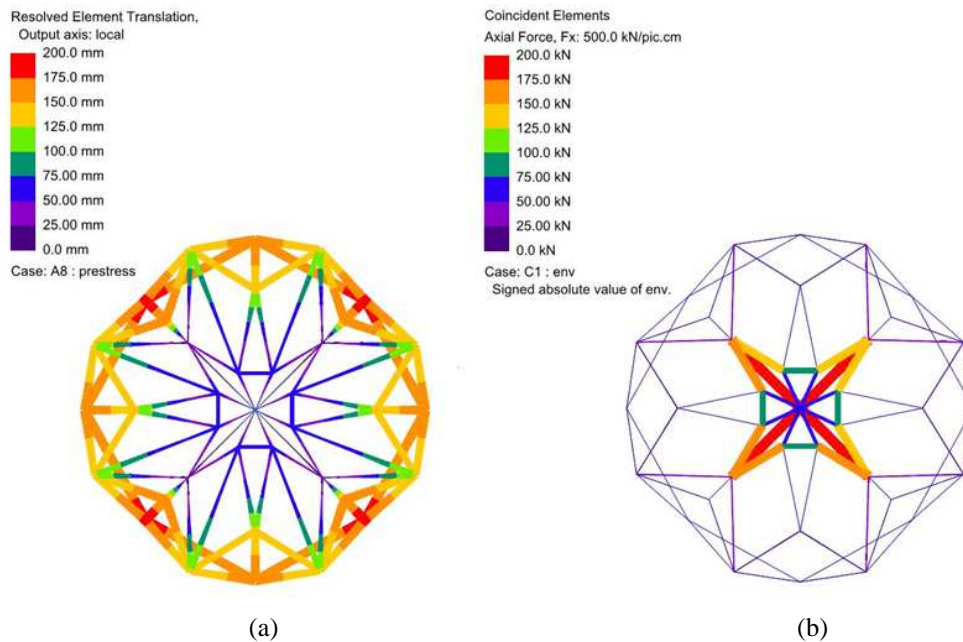 Resolved Element Translation,
Output axis: local
200.0 mm
175.0 mm
150.0 mm
125.0 mm
100.0 mm
75.00 mm
50.00 mm
25.00 mm
0.0 mm
Case: A8 : prestress
(a)
Coincident Elements
Axial Force, Fx: 500.0 kN/pic.cm
200.0 kN
175.0 kN
150.0 kN
125.0 kN
100.0 kN
75.00 kN
50.00 kN
25.00 kN
0.0 kN
Case: C1 : env
Signed absolute value of env.
(b)